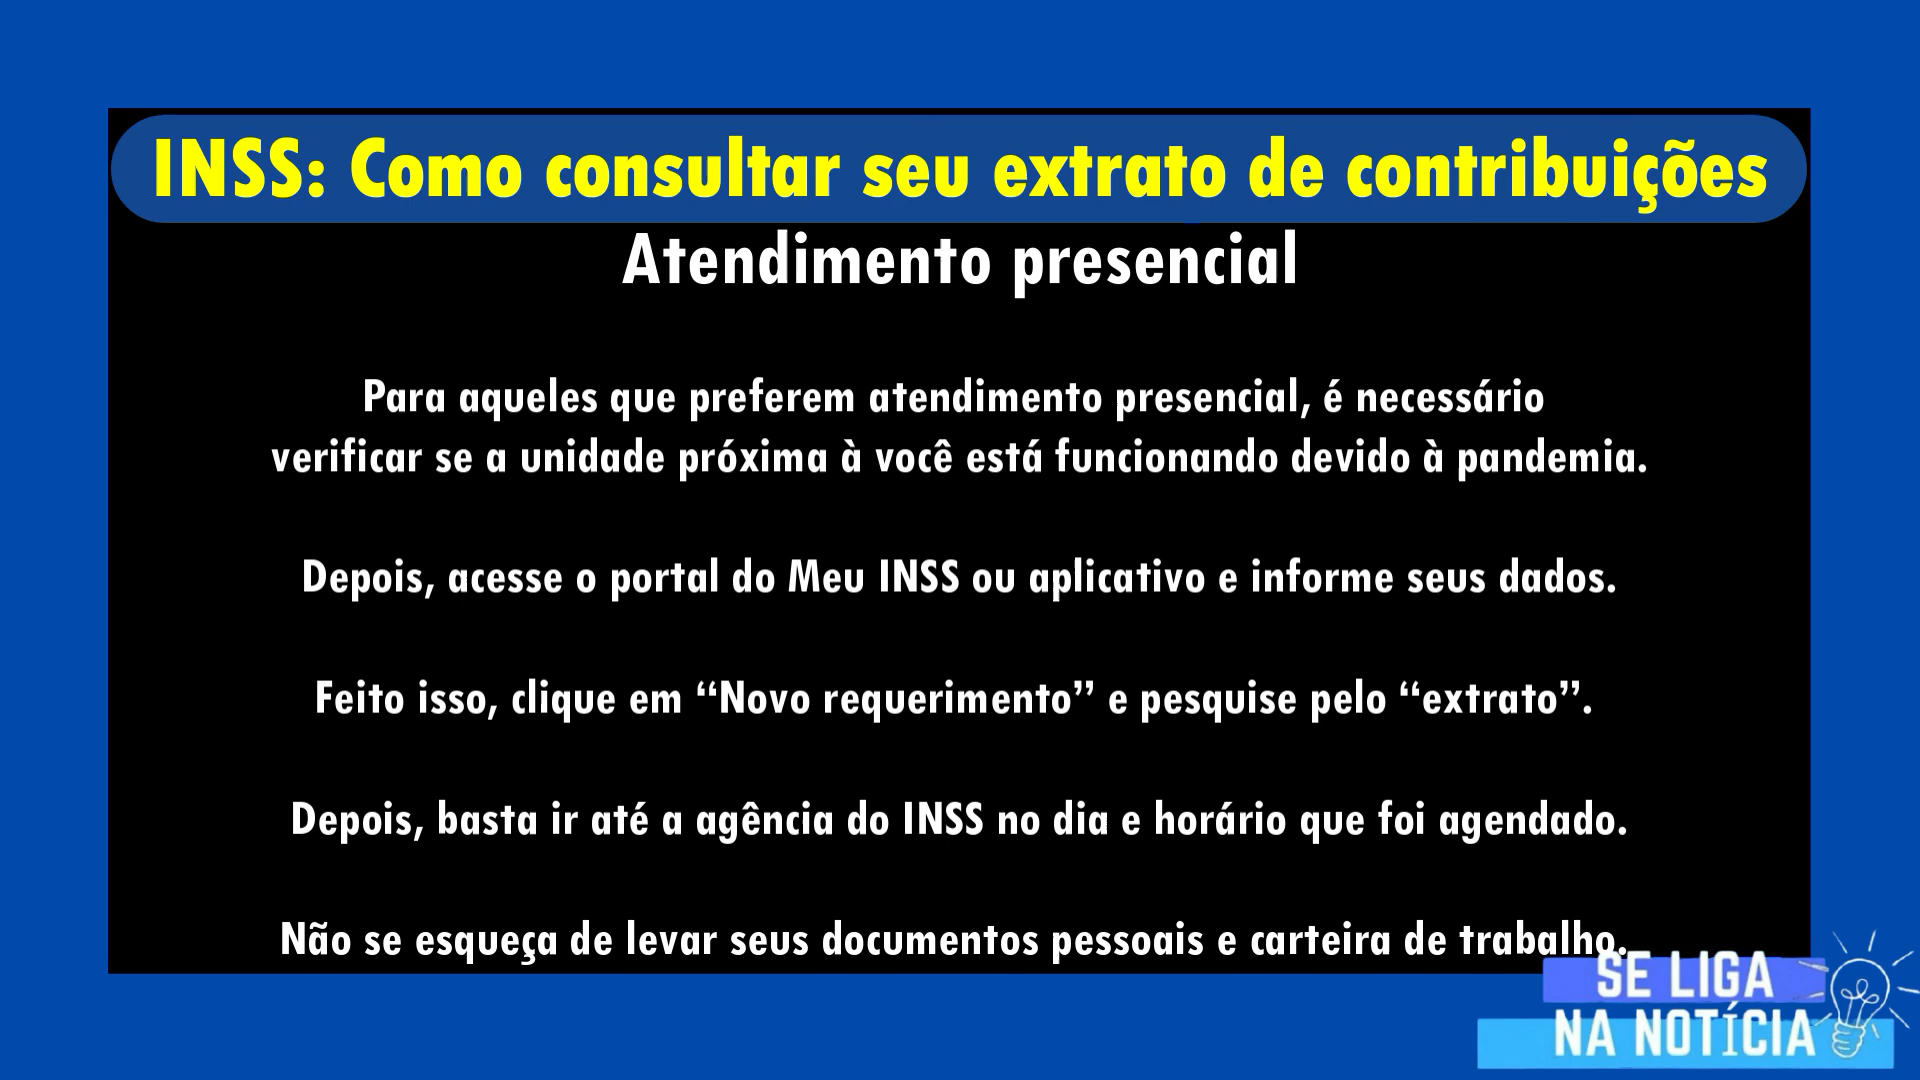 INSS: Como consultar seu extrato de contribuições
Atendimento presencial
Para aqueles que preferem atendimento presencial, é necessário
verificar se a unidade próxima à você está funcionando devido à pandemia.
Depois, acesse o portal do Meu INSS ou aplicativo e informe seus dados.
Feito isso, clique em “Novo requerimento” e pesquise pelo “extrato”.
Depois, basta ir até a agência do INSS no dia e horário que foi agendado.
Não se esqueça de levar seus documentos pessoais e carteira de trabalho.
SE LIGA
NA NOTÍCIA